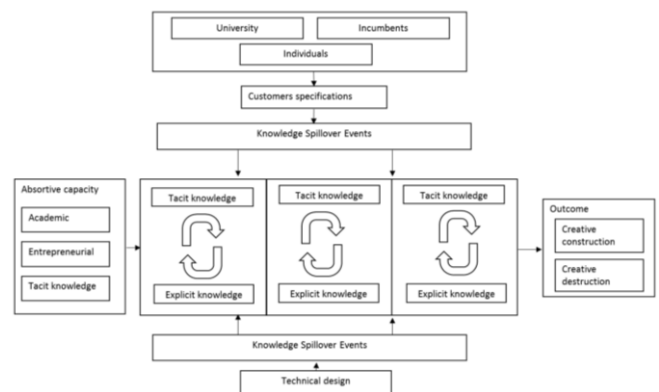 University
Incumbents
Individuals
Customers specifications
Knowledge Spillover Events
Absortive capacity
Academic
Entrepreneurial
Tacit knowledge
Tacit knowledge
Explicit knowledge
Tacit knowledge
Explicit knowledge
Tacit knowledge
Explicit knowledge
Outcome
Creative
construction
Creative
destruction
Knowledge Spillover Events
Technical design